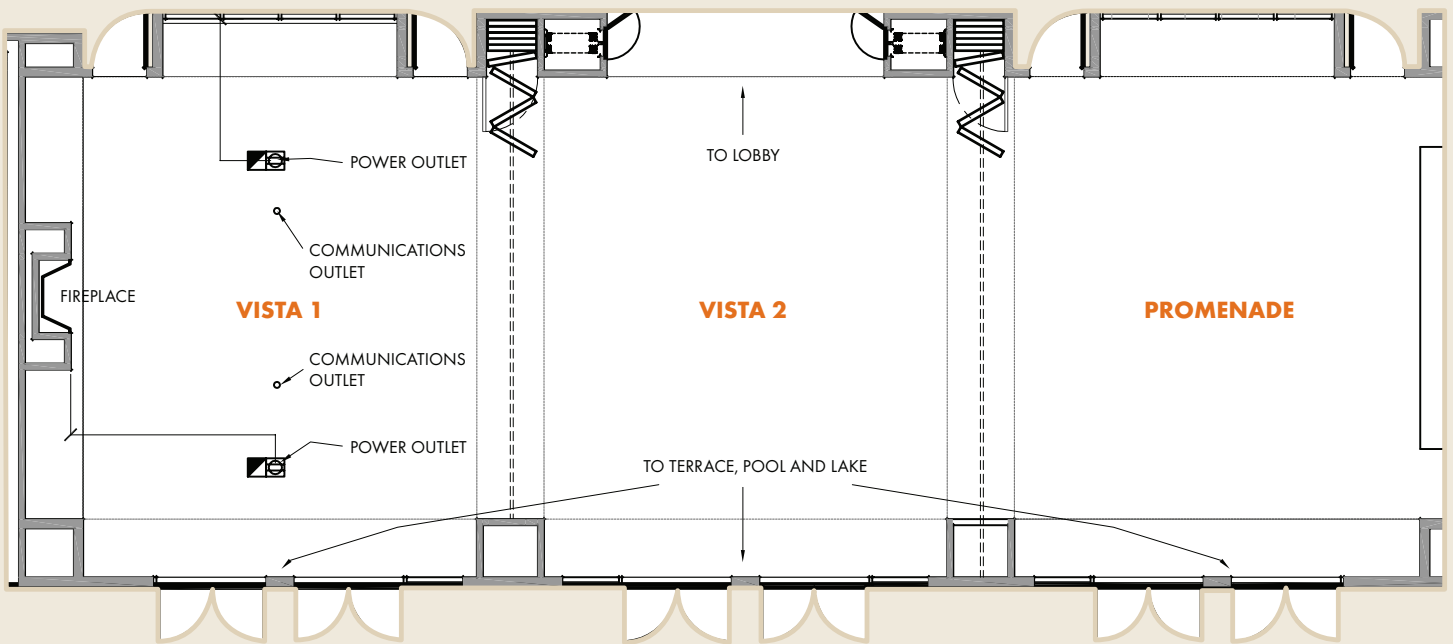 TO LOBBY
POWER OUTLET
COMMUNICATIONS
OUTLET
FIREPLACE
VISTA 1
VISTA 2
PROMENADE
COMMUNICATIONS
OUTLET
POWER OUTLET
TO TERRACE, POOL AND LAKE